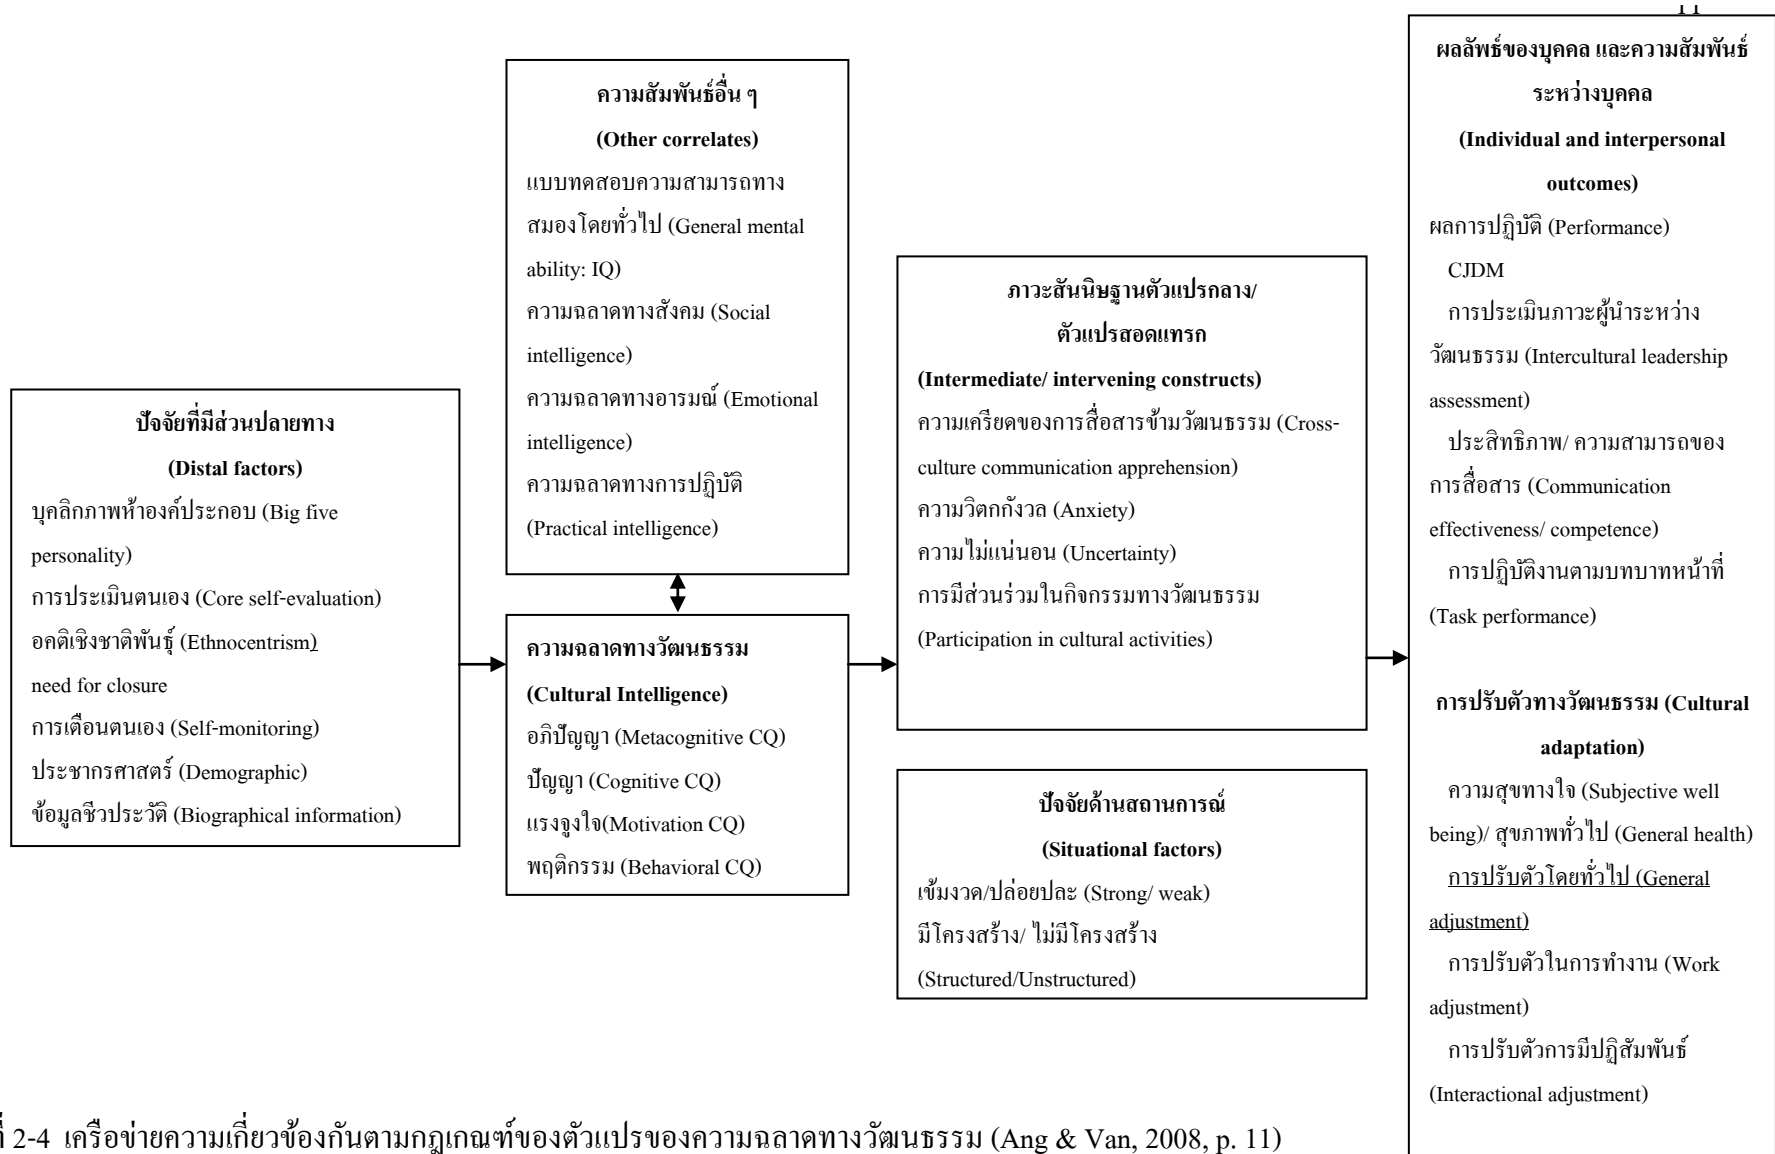 ปัจจัยที่มีส่วนปลายทาง
(Distal factors)
บุคลิกภาพห้าองค์ประกอบ (Big five
personality)
การประเมินตนเอง (Core self-evaluation)
อคติเชิงชาติพันธุ์ (Ethnocentrism)
need for closure
การเตือนตนเอง (Self-monitoring)
ประชากรศาสตร์ (Demographic)
ข้อมูลชีวประวัติ (Biographical information)
ความสัมพันธ์อื่น ๆ
(Other correlates)
แบบทดสอบความสามารถทาง
สมองโดยทั่วไป (General mental
ability: IQ)
ความฉลาดทางสังคม (Social
intelligence)
ความฉลาดทางอารมณ์ (Emotional
intelligence)
ความฉลาดทางการปฏิบัติ
(Practical intelligence)
ความฉลาดทางวัฒนธรรม
(Cultural Intelligence)
อภิปัญญา (Metacognitive CQ)
ปัญญา (Cognitive CQ)
แรงจูงใจ(Motivation CQ)
พฤติกรรม (Behavioral CQ)
ภาวะสันนิษฐานตัวแปรกลาง/
ตัวแปรสอดแทรก
(Intermediate/ intervening constructs)
ความเครียดของการสื่อสารข้ามวัฒนธรรม (Cross-
culture communication apprehension)
ความวิตกกังวล (Anxiety)
ความไม่แน่นอน (Uncertainty)
การมีส่วนร่วมในกิจกรรมทางวัฒนธรรม
(Participation in cultural activities)
ปัจจัยด้านสถานการณ์
(Situational factors)
เข้มงวด/ปล่อยปละ (Strong/ weak)
มีโครงสร้าง/ ไม่มีโครงสร้าง
(Structured/Unstructured)
ผลลัพธ์ของบุคคล และความสัมพันธ์
ระหว่างบุคคล
(Individual and interpersonal
outcomes)
ผลการปฏิบัติ (Performance)
CJDM
การประเมินภาวะผู้นำระหว่าง
วัฒนธรรม (Intercultural leadership
assessment)
ประสิทธิภาพ/ ความสามารถของ
การสื่อสาร (Communication
effectiveness/ competence)
การปฏิบัติงานตามบทบาทหน้าที่
(Task performance)
การปรับตัวทางวัฒนธรรม (Cultural
adaptation)
ความสุขทางใจ (Subjective well
being)/ สุขภาพทั่วไป (General health)
การปรับตัวโดยทั่วไป (General
adjustment)
การปรับตัวในการทำงาน (Work
adjustment)
การปรับตัวการมีปฏิสัมพันธ์
(Interactional adjustment)
2-4 เครือข่ายความเกี่ยวข้องกันตามกฎเกณฑ์ของตัวแปรของความฉลาดทางวัฒนธรรม (Ang & Van, 2008, p. 11)